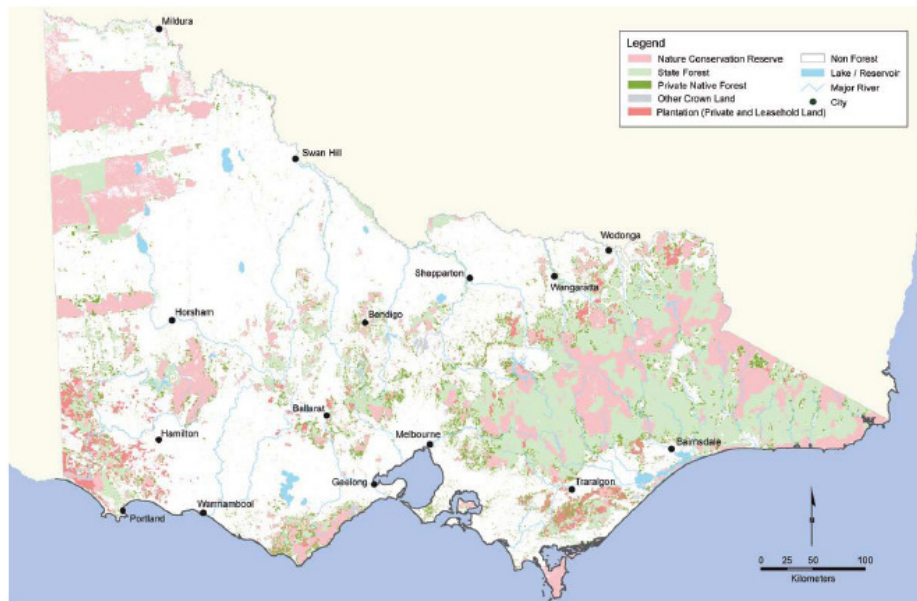 Mildura
Legend
Nature Conservation Reserve
State Forest
Private Native Forest
Other Crown Land
Plantation (Private and Leasehold Land)
Non Forest
Lake / Reservoir
Major River
City
Swan Hill
Wodonga
Shepparton
Wangaratta
Horsham
Bendigo
Ballarat
Hamilton
Melbourne
Bairnsdale
Geelong
Traralgon
Portland
Warrnambool
0 25 50 100
Kilometers